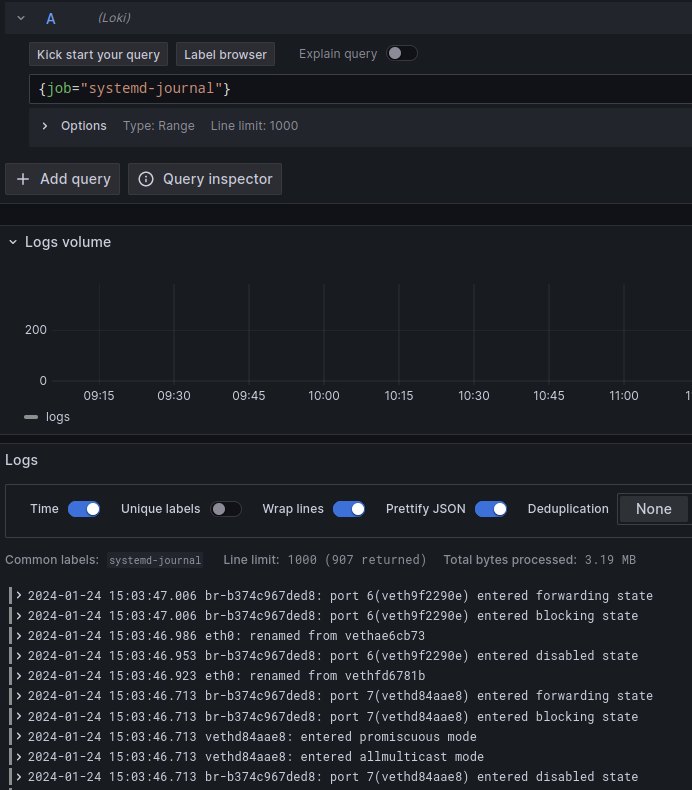 A (Loki)
Kick start your query Label browser Explain query
{job="systemd-journal"}
Options Type: Range Line limit: 1000
+ Add query Query inspector
Logs volume
200
0
09:15 09:30 09:45 10:00 10:15 10:30 10:45 11:00 1
logs
Logs
Time Unique labels Wrap lines Prettify JSON Deduplication None
Common labels: systemd-journal Line limit: 1000 (907 returned) Total bytes processed: 3.19 MB
2024-01-24 15:03:47.006 br-b374c967ded8: port 6(veth9f2290e) entered forwarding state
2024-01-24 15:03:47.006 br-b374c967ded8: port 6(veth9f2290e) entered blocking state
2024-01-24 15:03:46.986 eth0: renamed from vethae6cb73
2024-01-24 15:03:46.953 br-b374c967ded8: port 6(veth9f2290e) entered disabled state
2024-01-24 15:03:46.923 eth0: renamed from vethfd6781b
2024-01-24 15:03:46.713 br-b374c967ded8: port 7(vethd84aae8) entered forwarding state
2024-01-24 15:03:46.713 br-b374c967ded8: port 7(vethd84aae8) entered blocking state
2024-01-24 15:03:46.713 vethd84aae8: entered promiscuous mode
2024-01-24 15:03:46.713 vethd84aae8: entered allmulticast mode
2024-01-24 15:03:46.713 br-b374c967ded8: port 7(vethd84aae8) entered disabled state